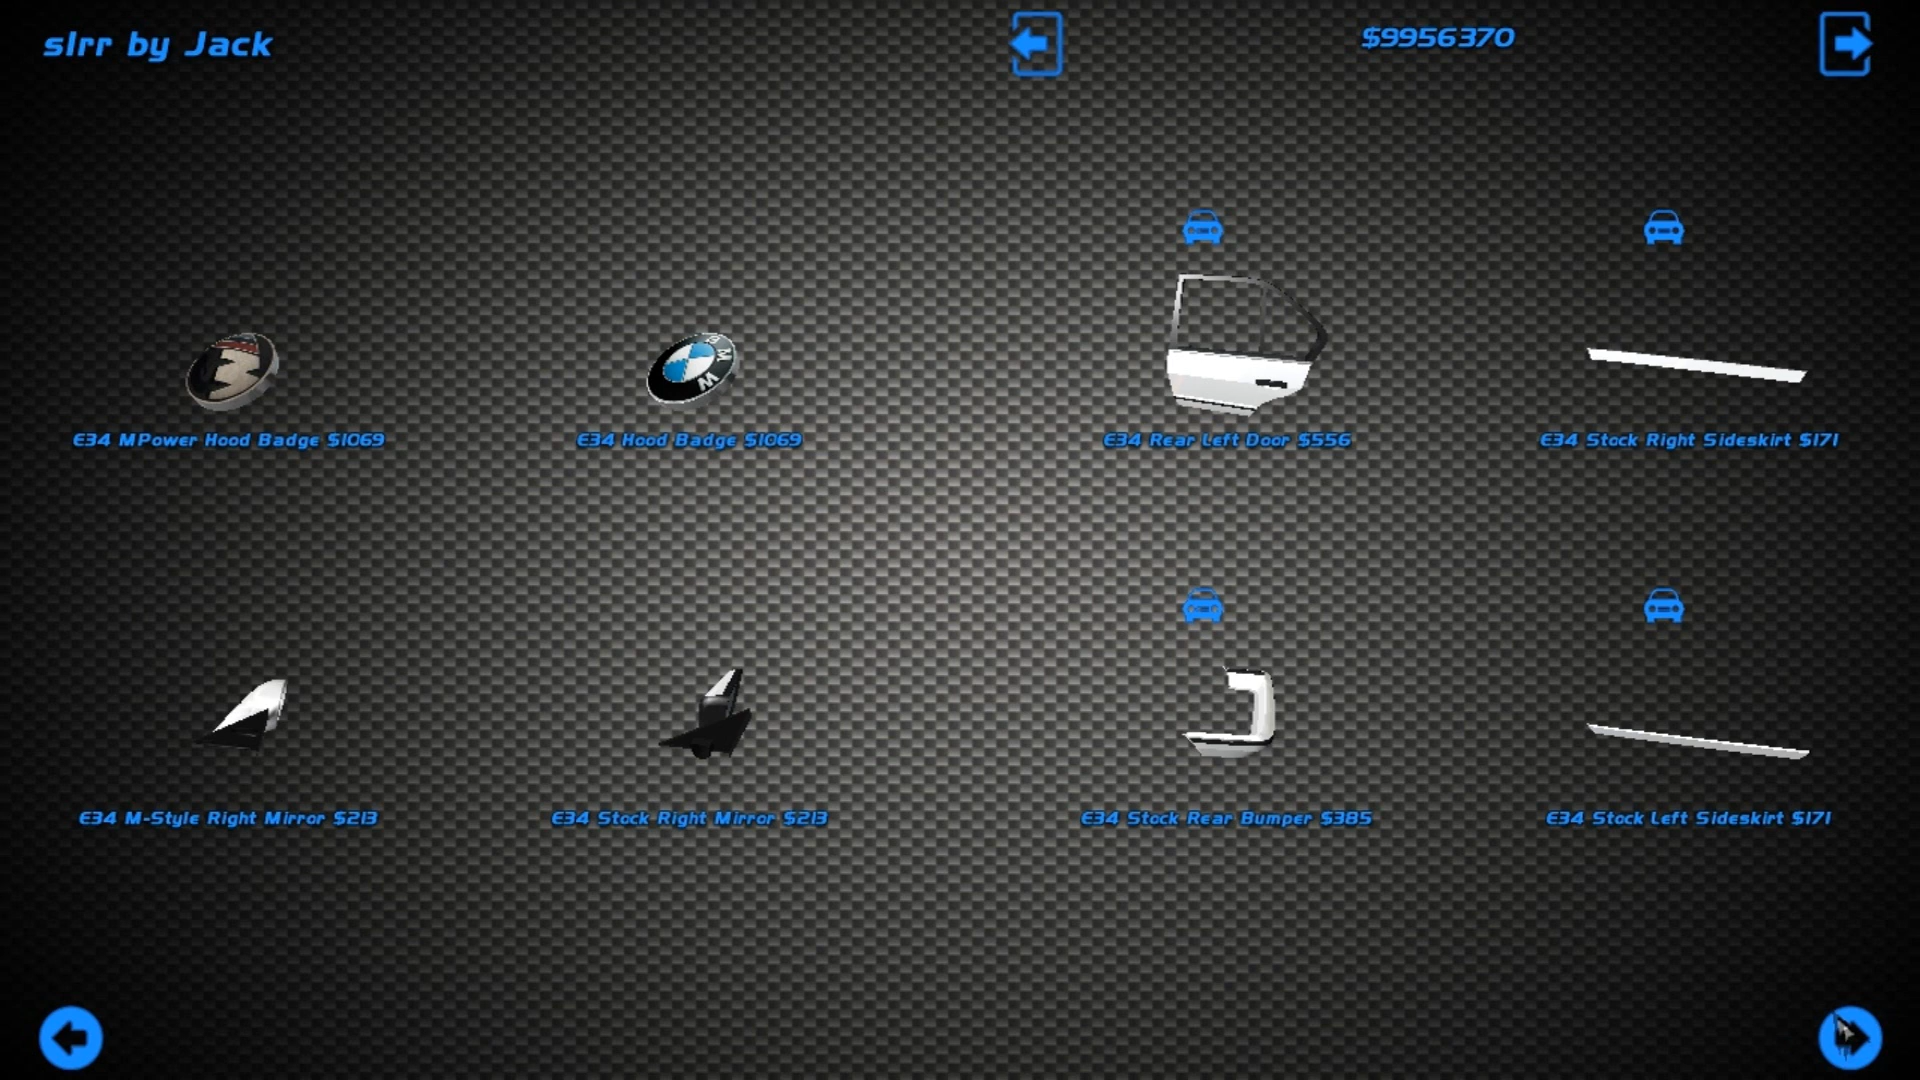 slrr by Jack
$9956370
E34 MPower Hood Badge $1069
E34 Hood Badge $1069
E34 Rear Left Door $556
E34 Stock Right Sideskirt $171
E34 M-Style Right Mirror $213
E34 Stock Right Mirror $213
E34 Stock Rear Bumper $385
E34 Stock Left Sideskirt $171